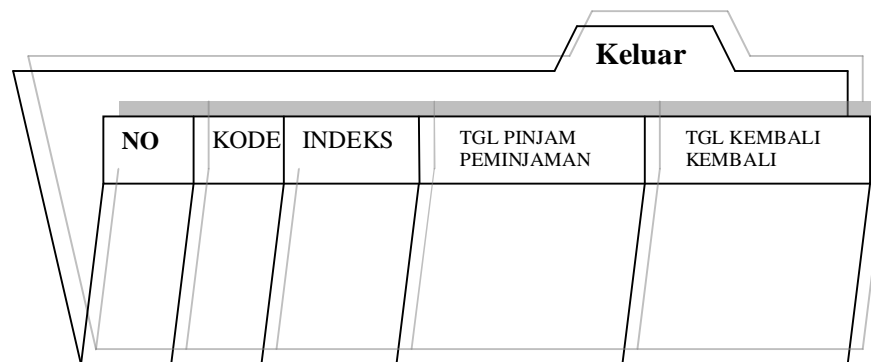 Keluar
NO
KODE
INDEKS
TGL PINJAM
PEMINJAMAN
TGL KEMBALI
KEMBALI